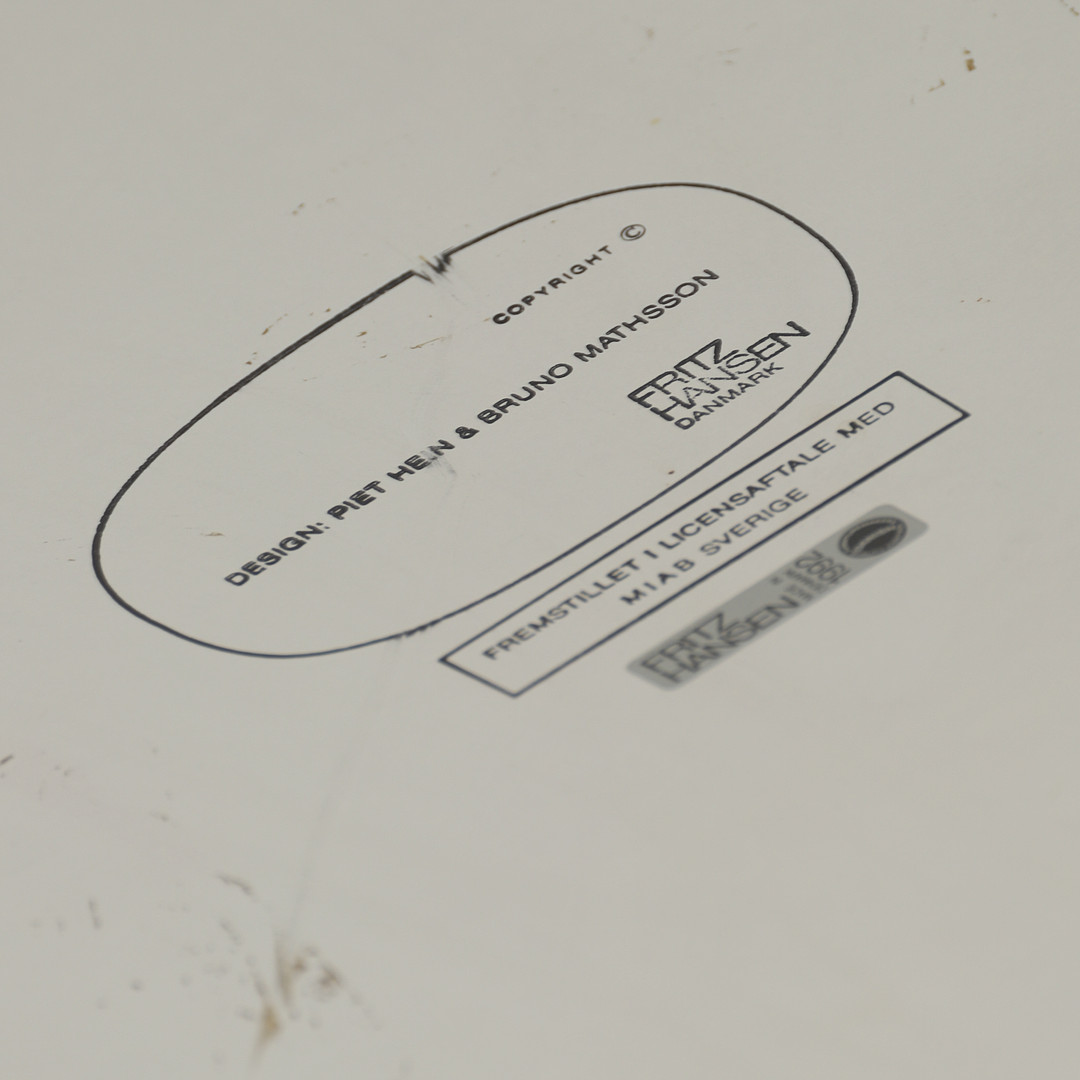 COPYRIGHT ©
DESIGN: PIET HEIN & BRUNO MATHSSON
FRITZ
HANSEN
DANMARK
FREMSTILLET I LICENSAFTALE MED
MIAB SVERIGE
FRITZ
HANSEN